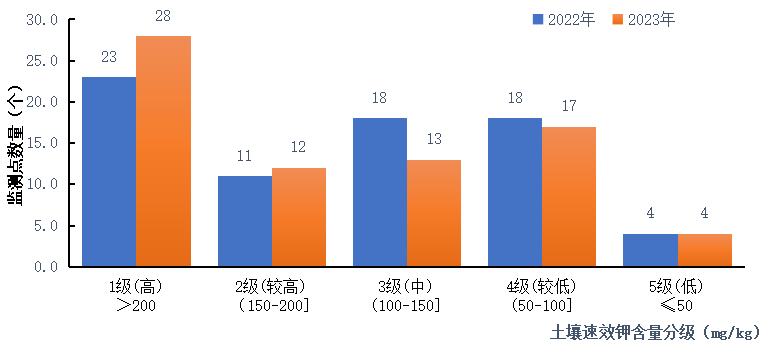 2022年 2023年
监测点数量（个）
30.0
25.0
20.0
15.0
10.0
5.0
0.0
23 28 11 12 18 13 18 17 4 4
1级(高) 2级(较高) 3级(中) 4级(较低) 5级(低)
＞200 (150-200] (100-150] (50-100] ≤50
土壤速效钾含量分级（mg/kg）